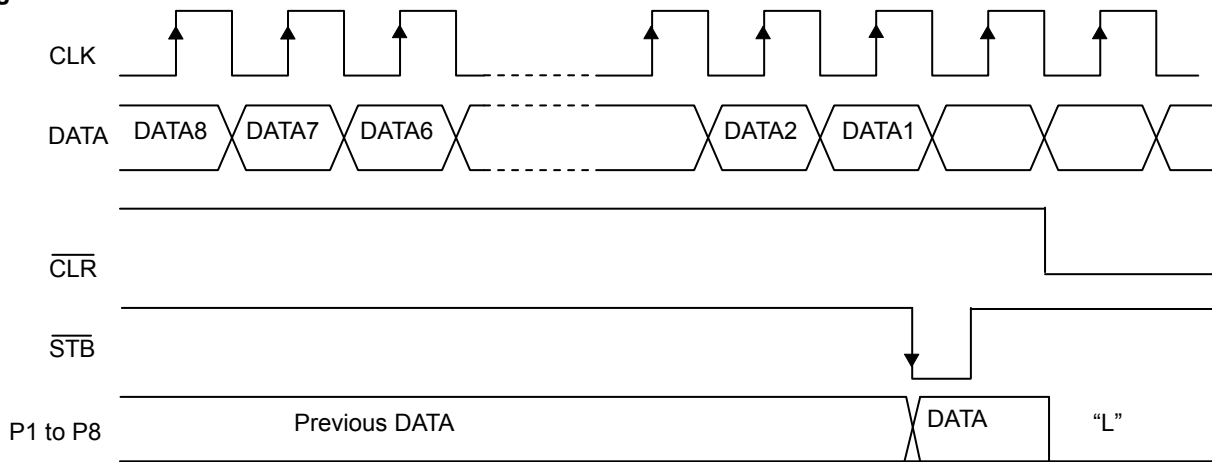 CLK
DATA DATA8 DATA7 DATA6 DATA2 DATA1
CLR
STB
P1 to P8 Previous DATA DATA “L”